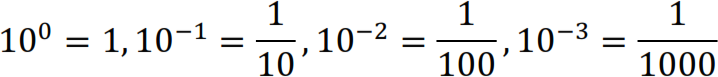 10⁰ = 1, 10⁻¹ = 1/10, 10⁻² = 1/100, 10⁻³ = 1/1000